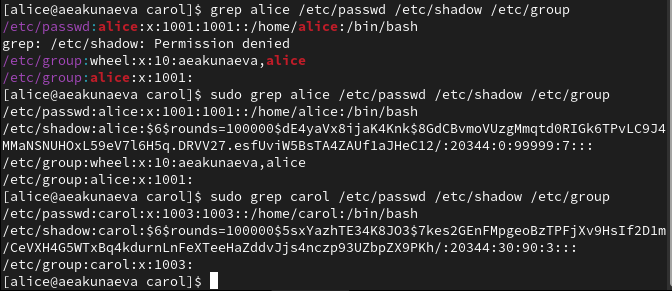 [alice@aeakunaeva carol]$ grep alice /etc/passwd /etc/shadow /etc/group
/etc/passwd:alice:x:1001:1001::/home/alice:/bin/bash
grep: /etc/shadow: Permission denied
/etc/group:wheel:x:10:aeakunaeva,alice
/etc/group:alice:x:1001:
[alice@aeakunaeva carol]$ sudo grep alice /etc/passwd /etc/shadow /etc/group
/etc/passwd:alice:x:1001:1001::/home/alice:/bin/bash
/etc/shadow:alice:$6$rounds=100000$dE4yaVx8ijaK4Knk$8GdCBvmoVUzgMmqtd0RIGk6TPvLC9J4
MMaNSNUHOxL59eV7l6H5q.DRVV27.esfUviW5BsTA4ZAUf1aJHeC12/:20344:0:99999:7:::
/etc/group:wheel:x:10:aeakunaeva,alice
/etc/group:alice:x:1001:
[alice@aeakunaeva carol]$ sudo grep carol /etc/passwd /etc/shadow /etc/group
/etc/passwd:carol:x:1003:1003::/home/carol:/bin/bash
/etc/shadow:carol:$6$rounds=100000$5sxYazhTE34K8JO3$7kes2GEnFMpgeoBzTPFjXv9HsIf2D1m
/CeVXH4G5WTxBq4kdurnLnFeXTeeHaZddvJjs4nczp93UZbpZX9PKh/:20344:30:90:3:::
/etc/group:carol:x:1003:
[alice@aeakunaeva carol]$